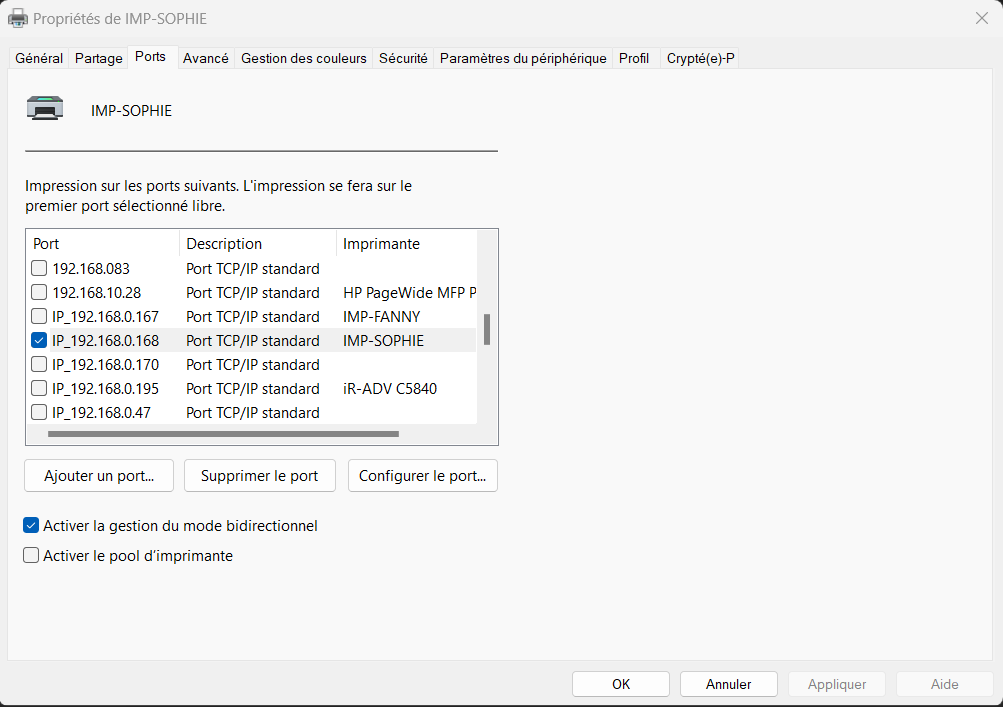 Propriétés de IMP-SOPHIE
Général Partage Ports Avancé Gestion des couleurs Sécurité Paramètres du périphérique Profil Crypté(e)-P
IMP-SOPHIE
Impression sur les ports suivants. L'impression se fera sur le
premier port sélectionné libre.
Port Description Imprimante
192.168.083 Port TCP/IP standard
192.168.10.28 Port TCP/IP standard HP PageWide MFP P
IP_192.168.0.167 Port TCP/IP standard IMP-FANNY
IP_192.168.0.168 Port TCP/IP standard IMP-SOPHIE
IP_192.168.0.170 Port TCP/IP standard
IP_192.168.0.195 Port TCP/IP standard iR-ADV C5840
IP_192.168.0.47 Port TCP/IP standard
Ajouter un port... Supprimer le port Configurer le port...
Activer la gestion du mode bidirectionnel
Activer le pool d'imprimante
OK Annuler Appliquer Aide